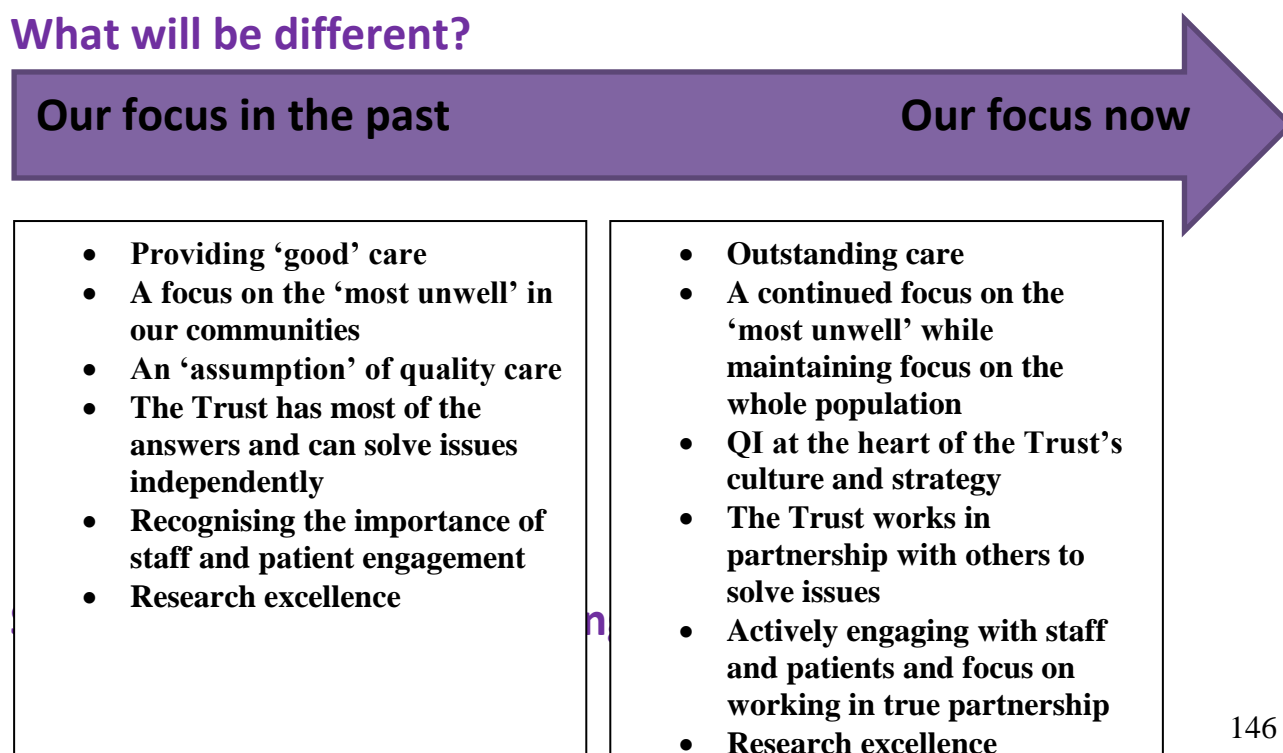 What will be different?
Our focus in the past
Our focus now
• Providing ‘good’ care
• A focus on the ‘most unwell’ in
our communities
• An ‘assumption’ of quality care
• The Trust has most of the
answers and can solve issues
independently
• Recognising the importance of
staff and patient engagement
• Research excellence
• Outstanding care
• A continued focus on the
‘most unwell’ while
maintaining focus on the
whole population
• QI at the heart of the Trust’s
culture and strategy
• The Trust works in
partnership with others to
solve issues
• Actively engaging with staff
and patients and focus on
working in true partnership
• Research excellence
146